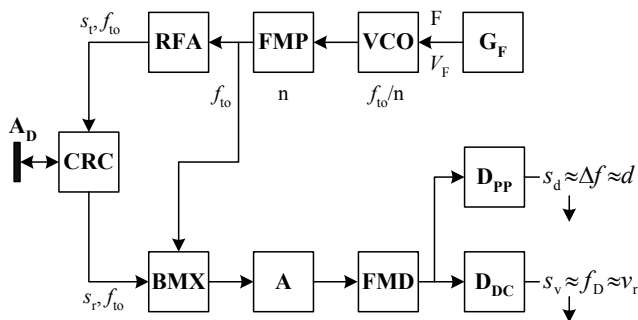 s_t, f_to
RFA
FMP
VCO
F
V_F
G_F
f_to
n
f_to/n
A_D
CRC
D_PP
s_d≈Δf≈d
BMX
A
FMD
D_DC
s_v≈f_D≈v_r
s_r, f_to